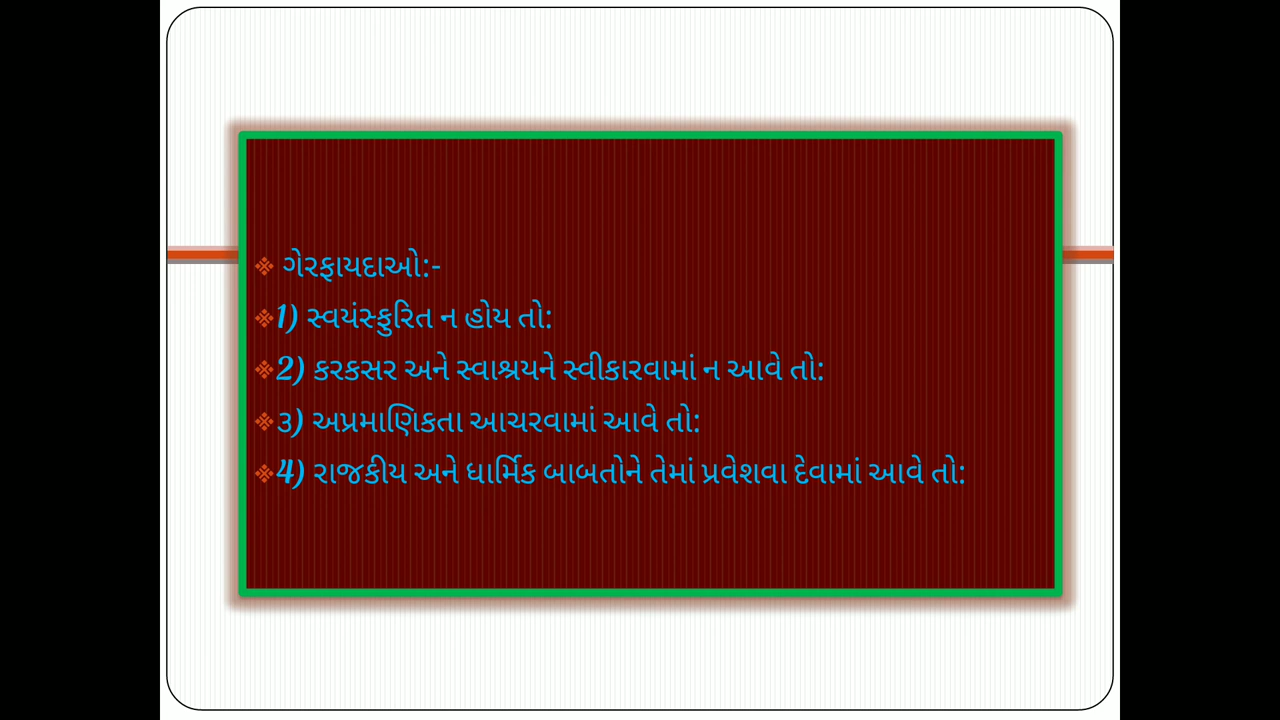 ગેરફાયદાઓ:-
1) સ્વયંસ્ફુરિત ન હોય તો:
2) કરકસર અને સ્વાશ્રયને સ્વીકારવામાં ન આવે તો:
૩) અપ્રમાણિકતા આચરવામાં આવે તો:
4) રાજકીય અને ધાર્મિક બાબતોને તેમાં પ્રવેશવા દેવામાં આવે તો: